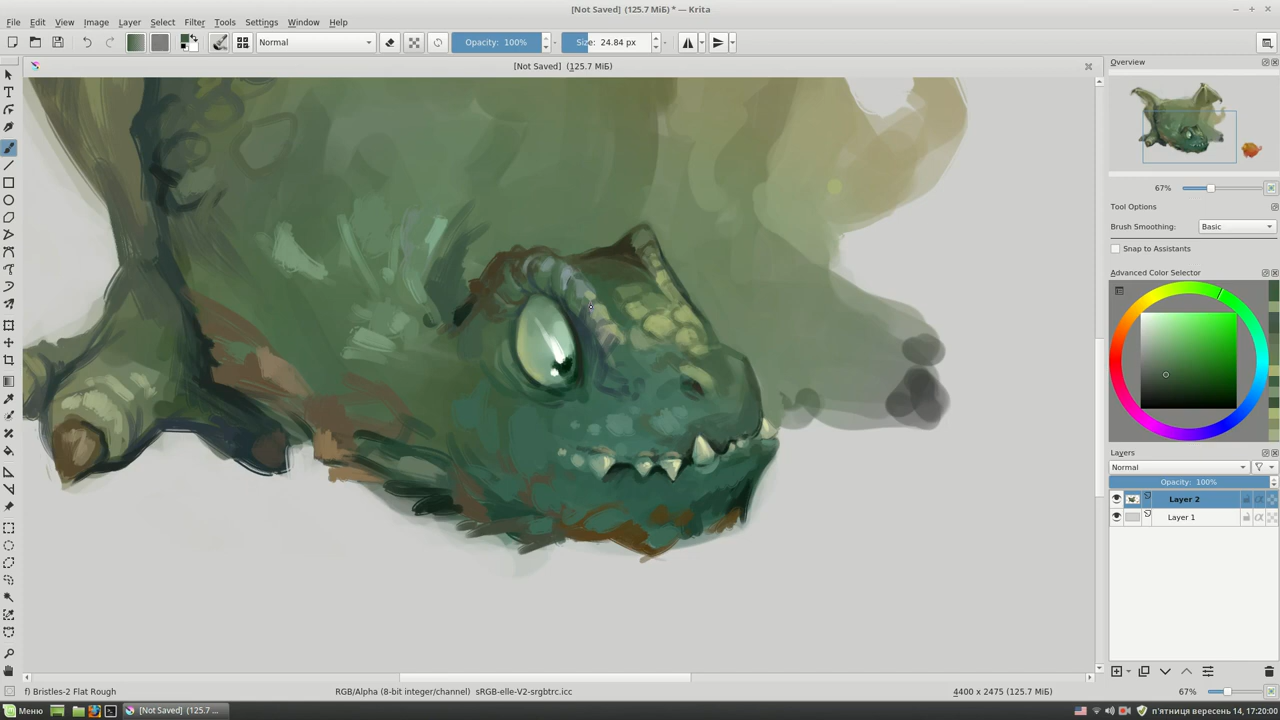 [Not Saved] (125.7 MiБ) * — Krita
File Edit View Image Layer Select Filter Tools Settings Window Help
Normal
Opacity: 100%
Size: 24.84 px
[Not Saved] (125.7 MiБ)
Overview
67%
Tool Options
Brush Smoothing: Basic
Snap to Assistants
Advanced Color Selector
Layers
Normal
Opacity: 100%
Layer 2
Layer 1
f) Bristles-2 Flat Rough
RGB/Alpha (8-bit integer/channel) sRGB-elle-V2-srgbtrc.icc
4400 x 2475 (125.7 MiБ)
67%
Меню
[Not Saved] (125.7 ...
п'ятниця вересень 14, 17:20:00